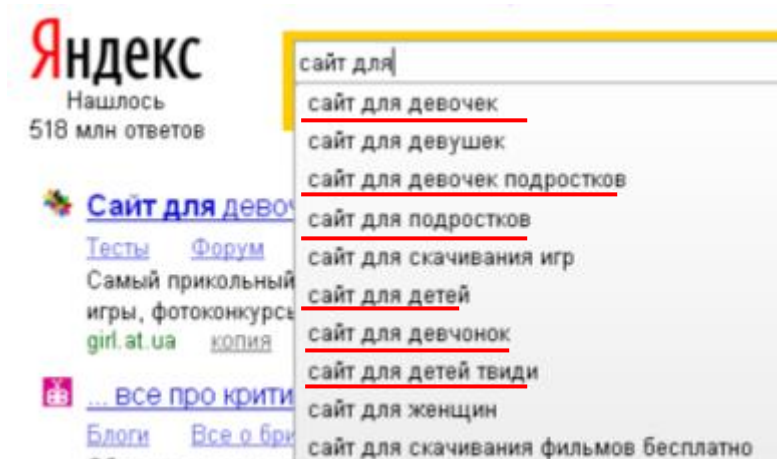 Яндекс
Нашлось
518 млн ответов
сайт для
сайт для девочек
сайт для девушек
сайт для девочек подростков
сайт для подростков
сайт для скачивания игр
сайт для детей
сайт для девчонок
сайт для детей твиди
сайт для женщин
сайт для скачивания фильмов бесплатно
Сайт для
Тесты Форум
Самый прикольный
игры,
girl.at.ua копия
... все про
Блоги Все о